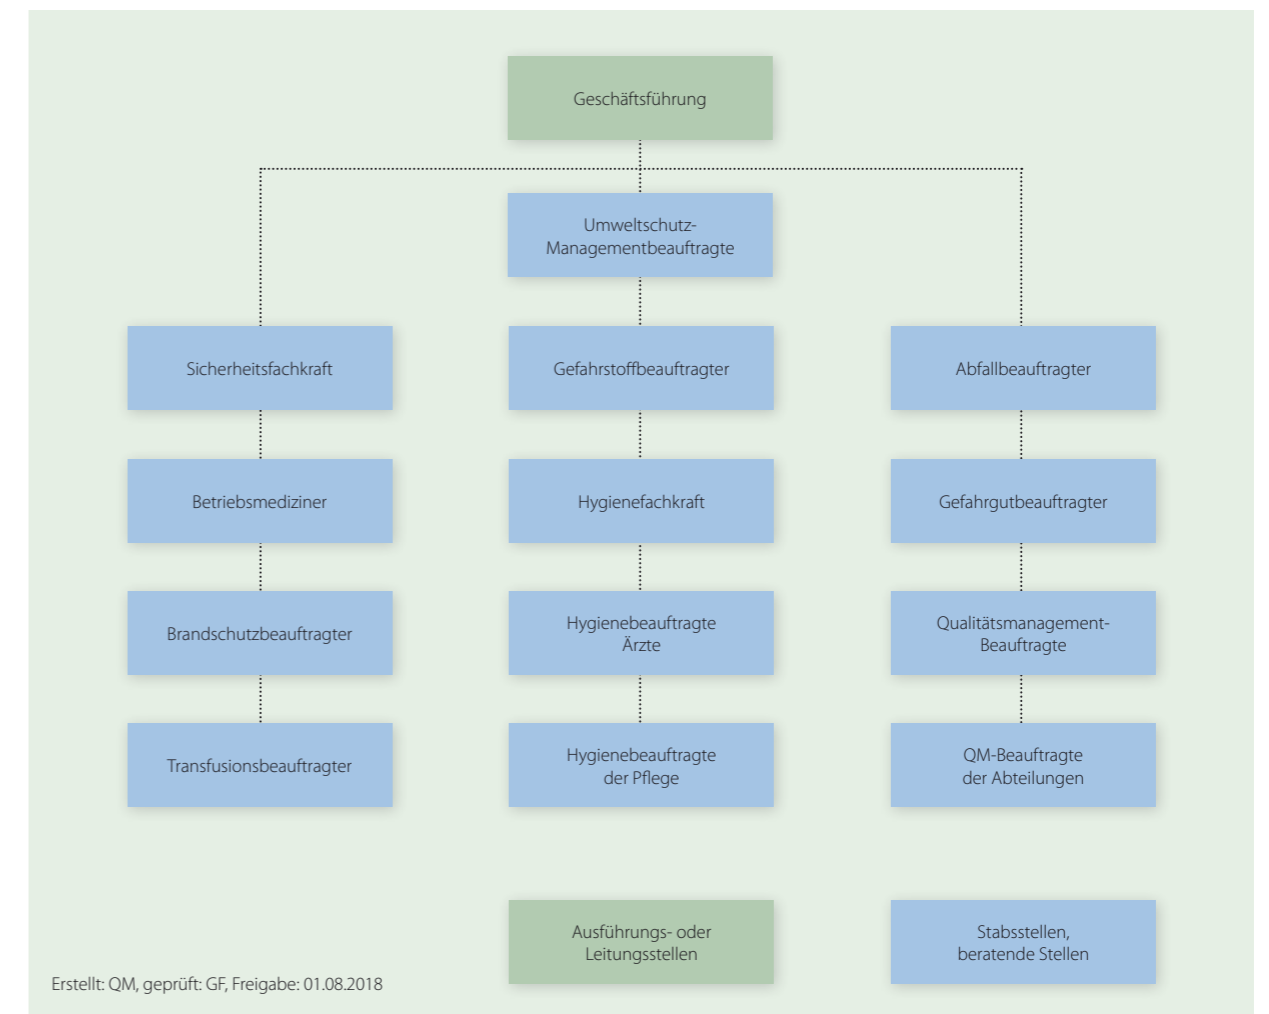 Geschäftsführung
Umweltschutz-
Managementbeauftragte
Sicherheitsfachkraft
Gefahrstoffbeauftragter
Abfallbeauftragter
Betriebsmediziner
Hygienefachkraft
Gefahrgutbeauftragter
Brandschutzbeauftragter
Hygienebeauftragte
Ärzte
Qualitätsmanagement-
Beauftragte
Transfusionsbeauftragter
Hygienebeauftragte
der Pflege
QM-Beauftragte
der Abteilungen
Ausführungs- oder
Leitungsstellen
Stabsstellen,
beratende Stellen
Erstellt: QM, geprüft: GF, Freigabe: 01.08.2018